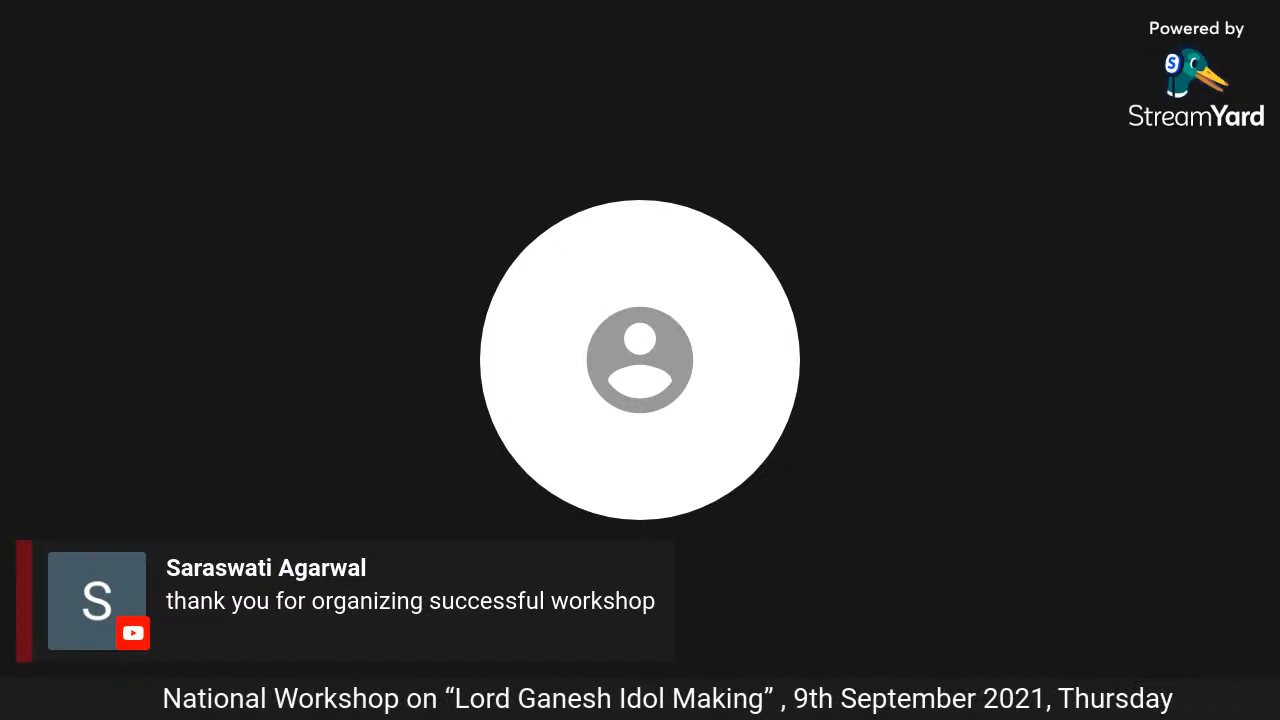 Powered by
S
StreamYard
S
Saraswati Agarwal
thank you for organizing successful workshop
National Workshop on “Lord Ganesh Idol Making” , 9th September 2021, Thursday